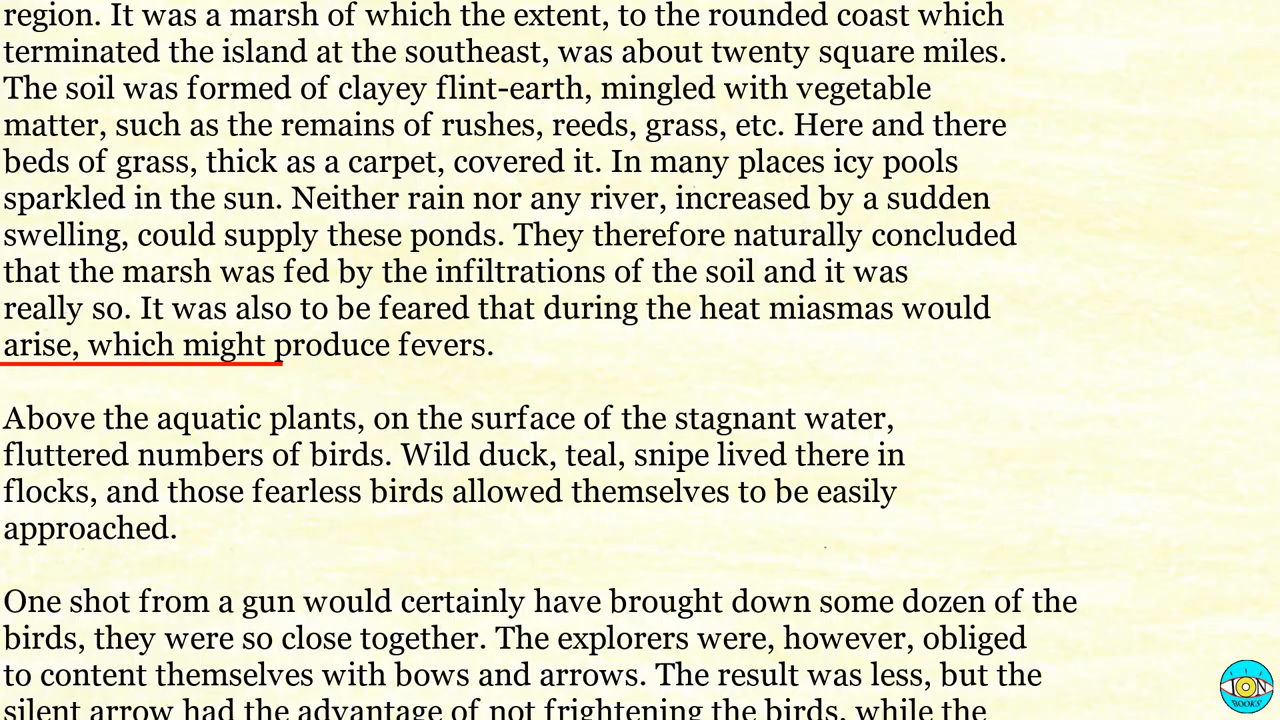 region. It was a marsh of which the extent, to the rounded coast which
terminated the island at the southeast, was about twenty square miles.
The soil was formed of clayey flint-earth, mingled with vegetable
matter, such as the remains of rushes, reeds, grass, etc. Here and there
beds of grass, thick as a carpet, covered it. In many places icy pools
sparkled in the sun. Neither rain nor any river, increased by a sudden
swelling, could supply these ponds. They therefore naturally concluded
that the marsh was fed by the infiltrations of the soil and it was
really so. It was also to be feared that during the heat miasmas would
arise, which might produce fevers.
Above the aquatic plants, on the surface of the stagnant water,
fluttered numbers of birds. Wild duck, teal, snipe lived there in
flocks, and those fearless birds allowed themselves to be easily
approached.
One shot from a gun would certainly have brought down some dozen of the
birds, they were so close together. The explorers were, however, obliged
to content themselves with bows and arrows. The result was less, but the
silent arrow had the advantage of not frightening the birds, while the
ION
BOOKS